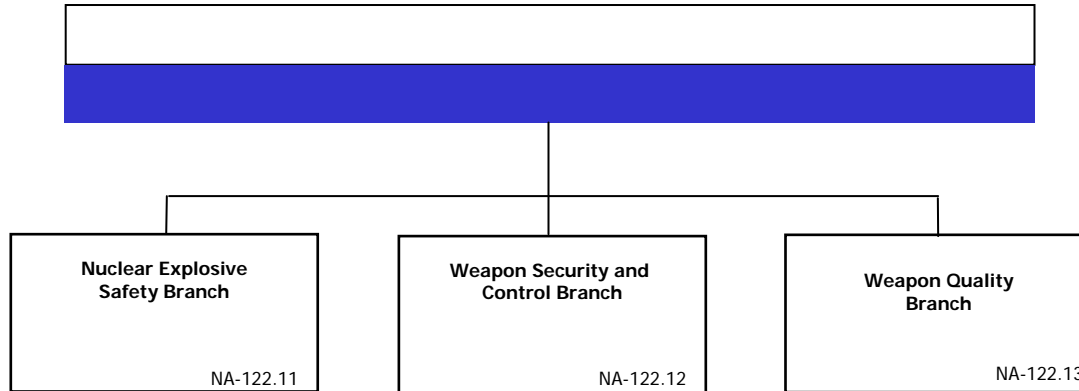 Nuclear Explosive
Safety Branch
NA-122.11
Weapon Security and
Control Branch
NA-122.12
Weapon Quality
Branch
NA-122.13